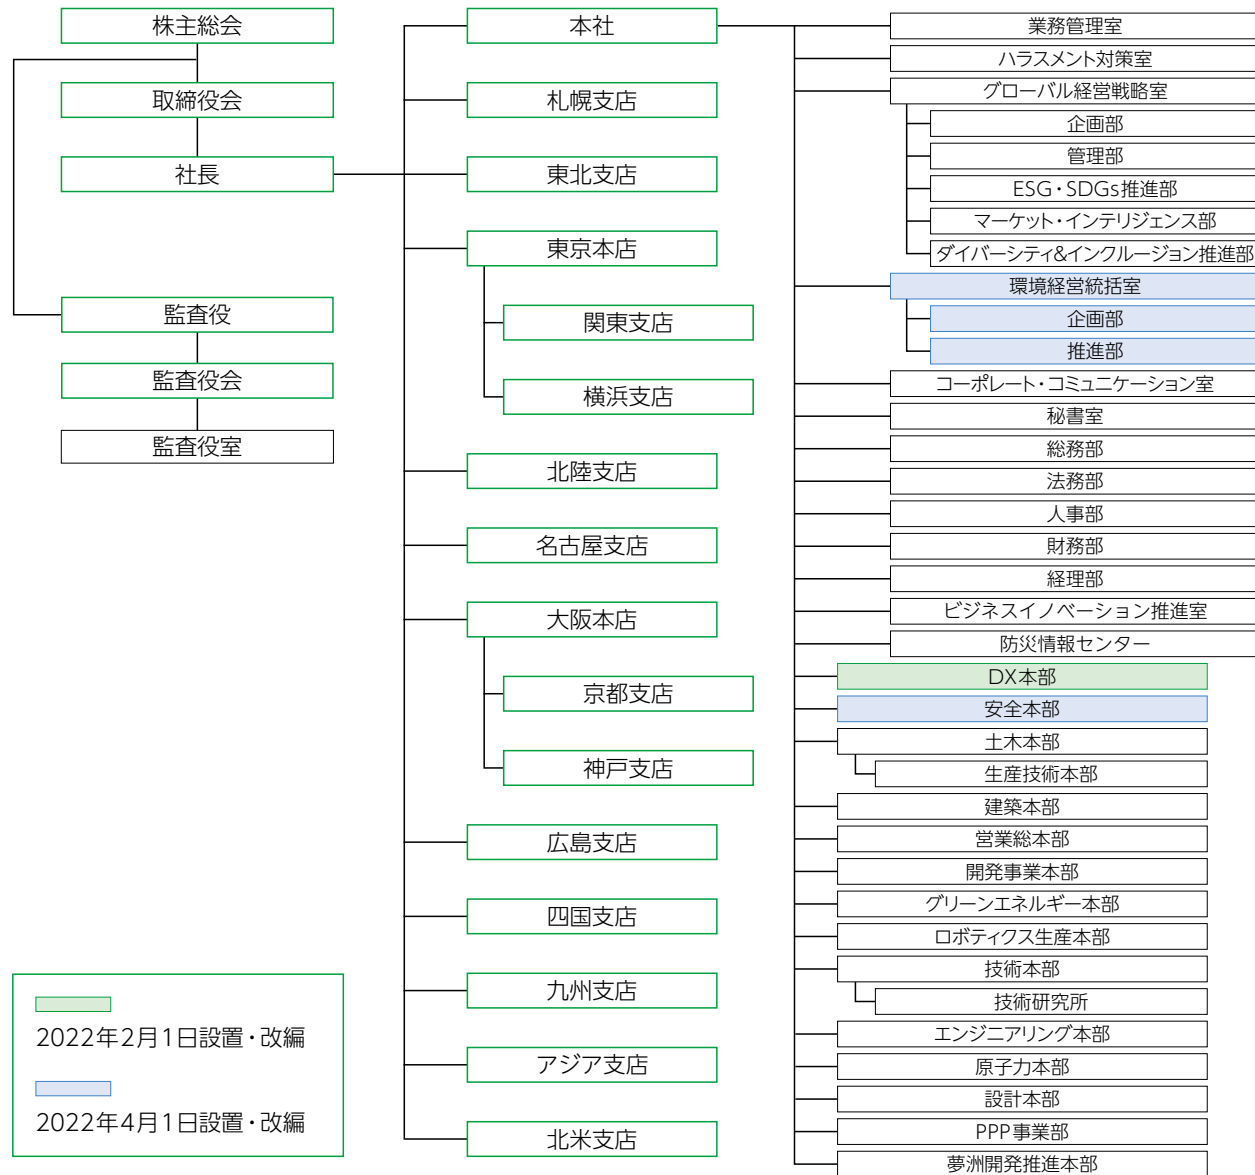 株主総会
取締役会
社長
監査役
監査役会
監査役室
本社
札幌支店
東北支店
東京本店
関東支店
横浜支店
北陸支店
名古屋支店
大阪本店
京都支店
神戸支店
広島支店
四国支店
九州支店
アジア支店
北米支店
業務管理室
ハラスメント対策室
グローバル経営戦略室
企画部
管理部
ESG・SDGs推進部
マーケット・インテリジェンス部
ダイバーシティ&インクルージョン推進部
環境経営統括室
企画部
推進部
コーポレート・コミュニケーション室
秘書室
総務部
法務部
人事部
財務部
経理部
ビジネスイノベーション推進室
防災情報センター
DX本部
安全本部
土木本部
生産技術本部
建築本部
営業総本部
開発事業本部
グリーンエネルギー本部
ロボティクス生産本部
技術本部
技術研究所
エンジニアリング本部
原子力本部
設計本部
PPP事業部
夢洲開発推進本部
2022年2月1日設置・改編
2022年4月1日設置・改編